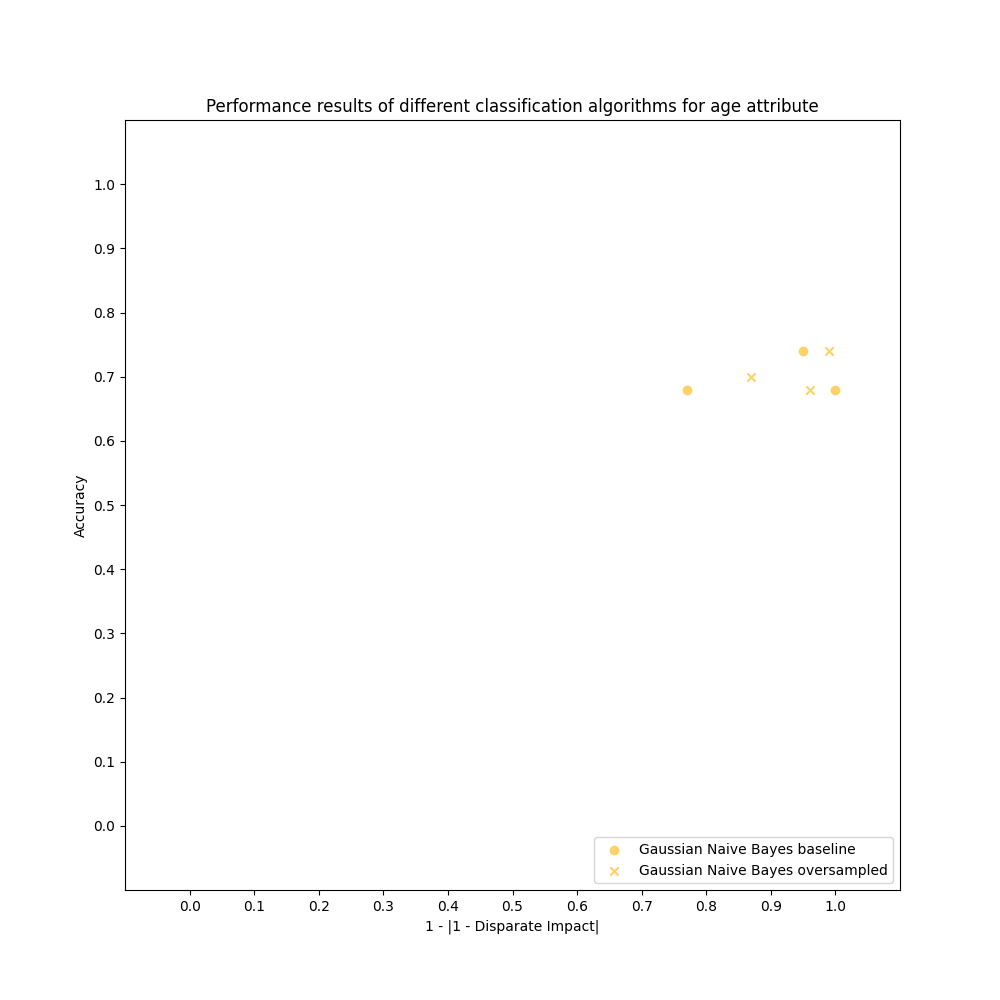 Performance results of different classification algorithms for age attribute
1.0
0.9
0.8
0.7
0.6
0.5
0.4
0.3
0.2
0.1
0.0
Accuracy
Gaussian Naive Bayes baseline
Gaussian Naive Bayes oversampled
0.0 0.1 0.2 0.3 0.4 0.5 0.6 0.7 0.8 0.9 1.0
1 - |1 - Disparate Impact|